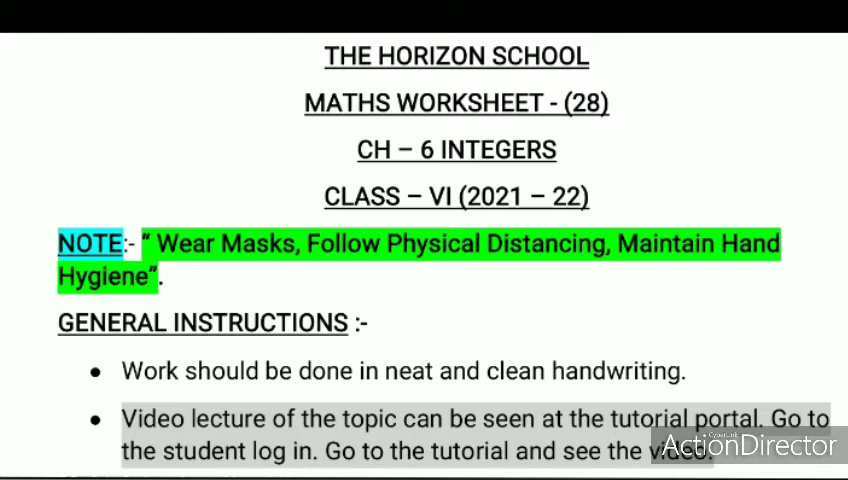 THE HORIZON SCHOOL
MATHS WORKSHEET - (28)
CH – 6 INTEGERS
CLASS – VI (2021 – 22)
NOTE:- “ Wear Masks, Follow Physical Distancing, Maintain Hand
Hygiene”.
GENERAL INSTRUCTIONS :-
• Work should be done in neat and clean handwriting.
• Video lecture of the topic can be seen at the tutorial portal. Go to
the student log in. Go to the tutorial and see the video.
CyberLink
ActionDirector